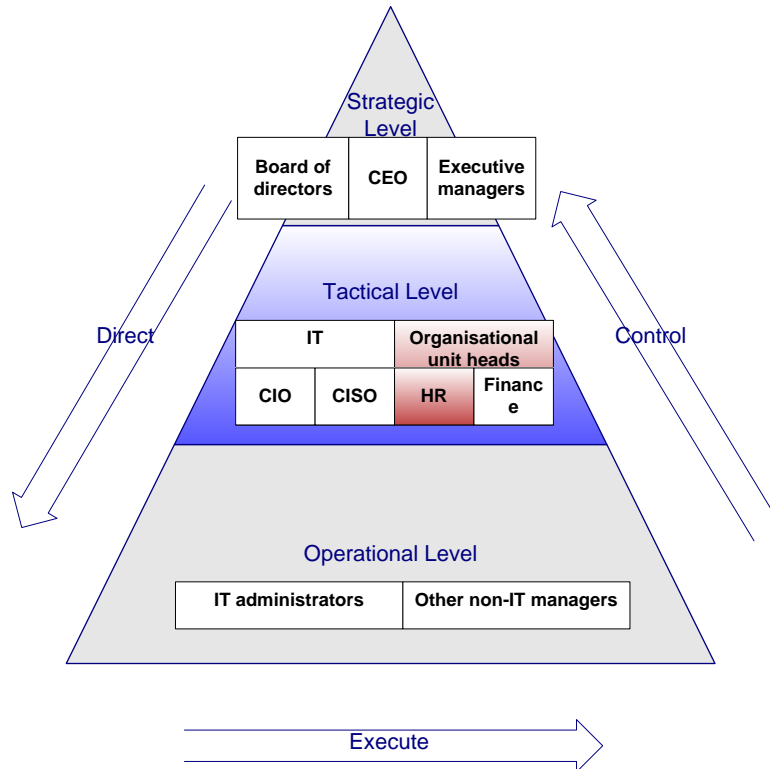 Strategic
Level
Board of
directors
CEO
Executive
managers
Tactical Level
Direct
Control
IT
Organisational
unit heads
CIO
CISO
HR
Financ
e
Operational Level
IT administrators
Other non-IT managers
Execute